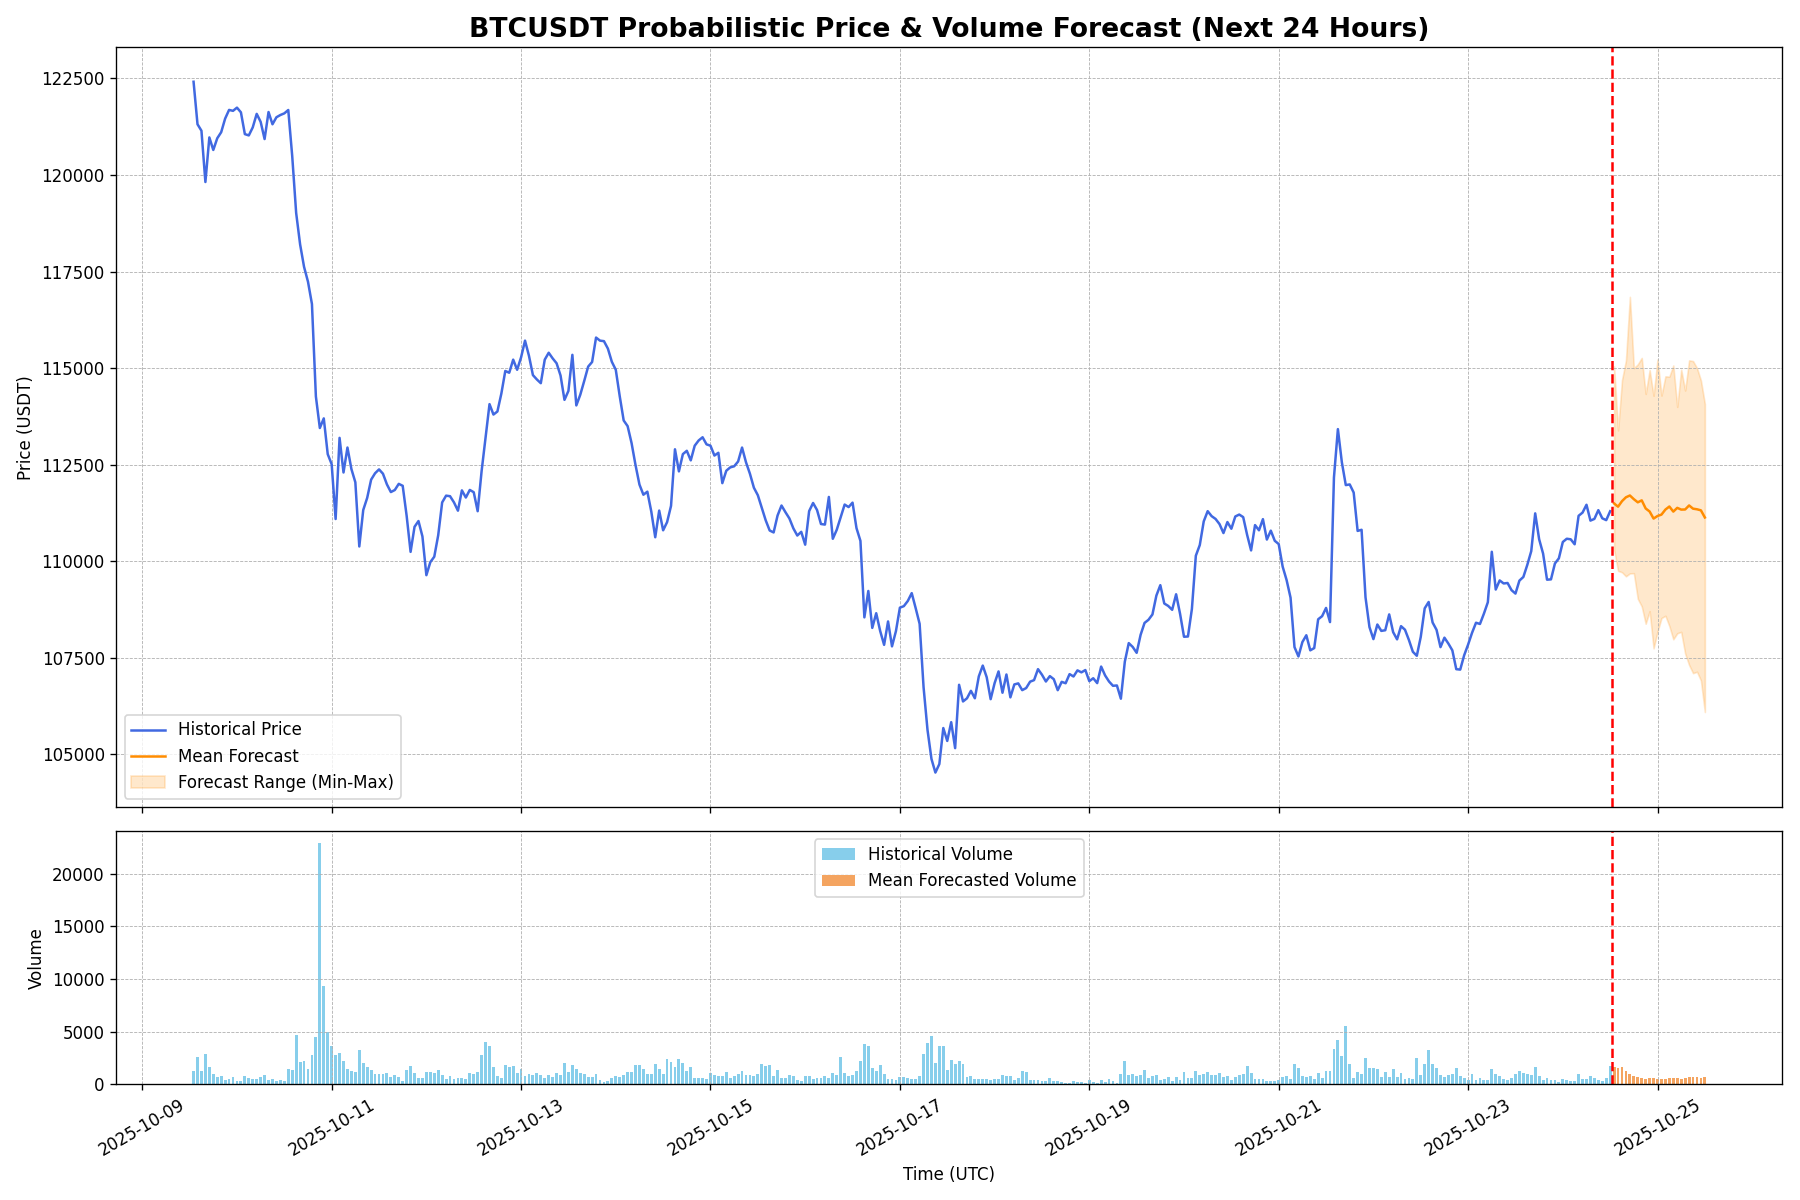 BTCUSDT Probabilistic Price & Volume Forecast (Next 24 Hours)
122500
120000
117500
115000
112500
110000
107500
105000
Price (USDT)
Historical Price
Mean Forecast
Forecast Range (Min-Max)
20000
15000
10000
5000
0
Volume
Historical Volume
Mean Forecasted Volume
2025-10-09
2025-10-11
2025-10-13
2025-10-15
2025-10-17
2025-10-19
2025-10-21
2025-10-23
2025-10-25
Time (UTC)